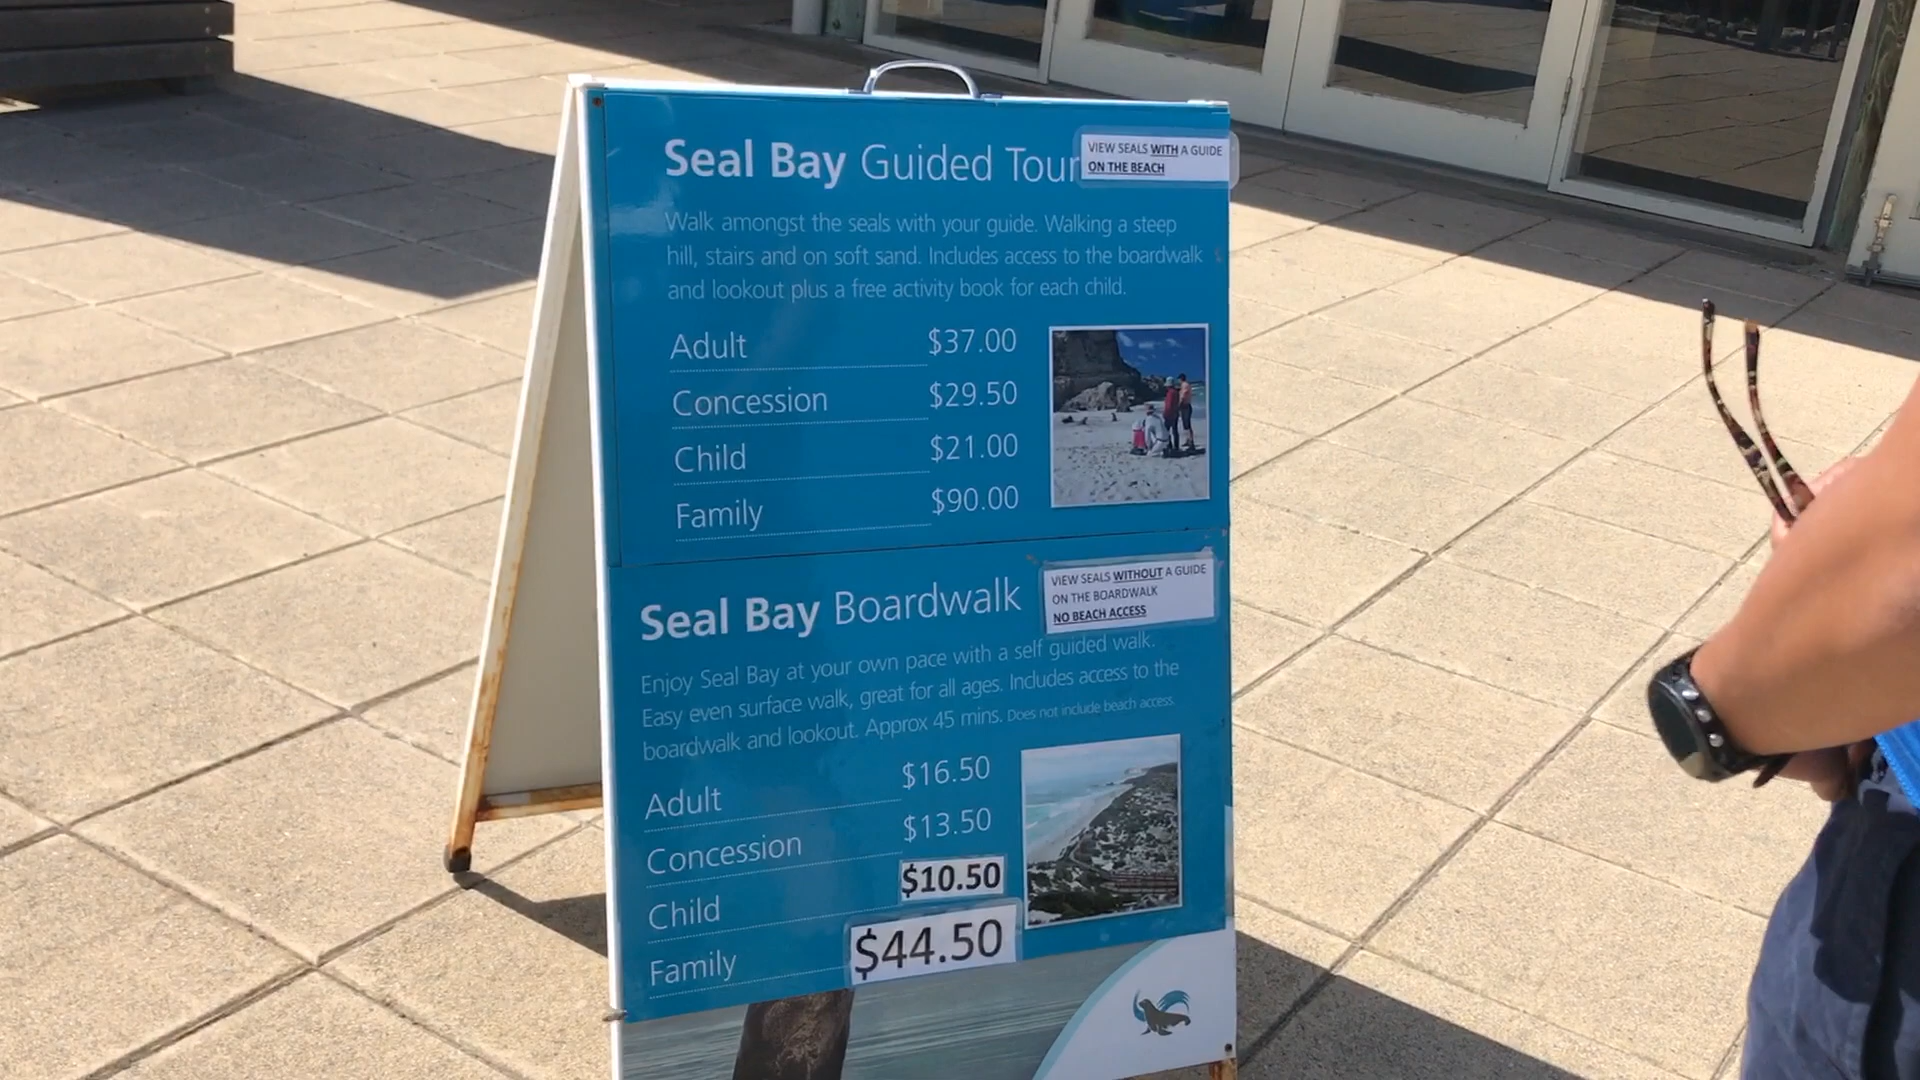 Seal Bay Guided Tour
VIEW SEALS WITH A GUIDE
ON THE BEACH
Walk amongst the seals with your guide. Walking a steep
hill, stairs and on soft sand. Includes access to the boardwalk
and lookout plus a free activity book for each child.
Adult $37.00
Concession $29.50
Child $21.00
Family $90.00
Seal Bay Boardwalk
VIEW SEALS WITHOUT A GUIDE
ON THE BOARDWALK
NO BEACH ACCESS
Enjoy Seal Bay at your own pace with a self guided walk.
Easy even surface walk, great for all ages. Includes access to the
boardwalk and lookout. Approx 45 mins. Does not include beach access.
Adult $16.50
Concession $13.50
Child $10.50
Family $44.50